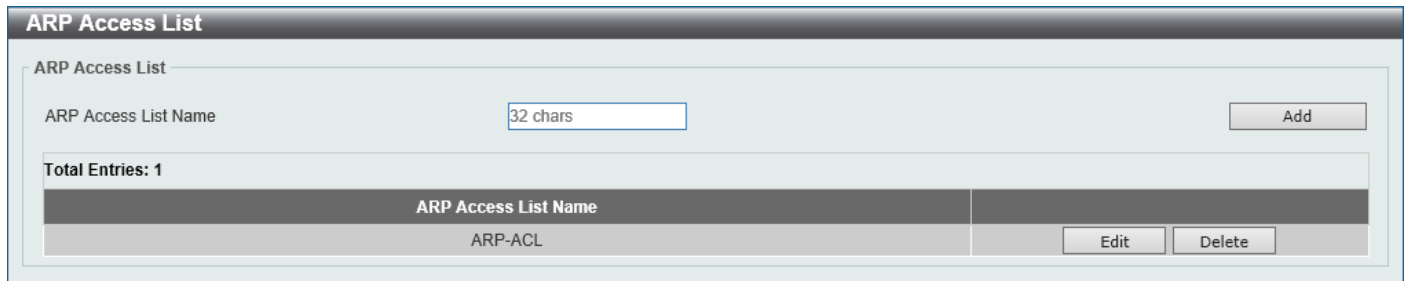 ARP Access List
ARP Access List
ARP Access List Name 32 chars Add
Total Entries: 1
ARP Access List Name
ARP-ACL Edit Delete